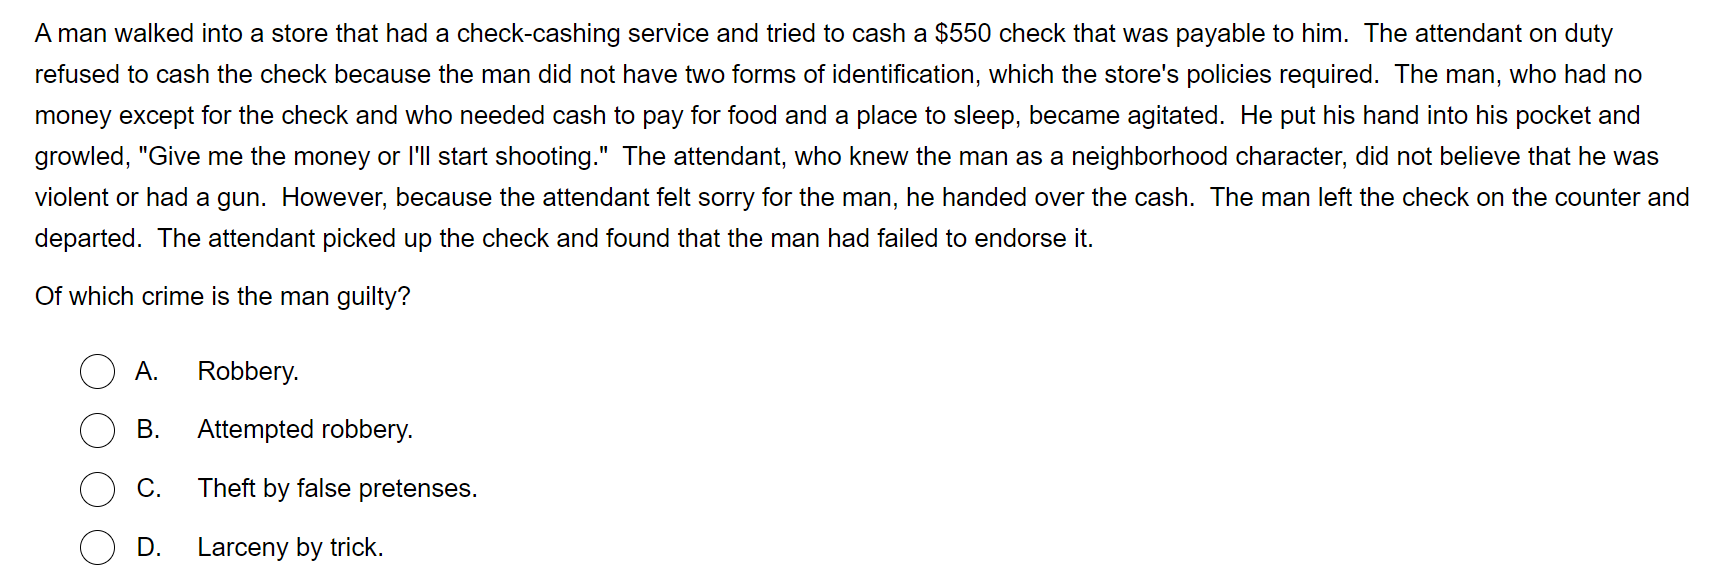 A man walked into a store that had a check-cashing service and tried to cash a $550 check that was payable to him.  The attendant on duty
refused to cash the check because the man did not have two forms of identification, which the store's policies required.  The man, who had no
money except for the check and who needed cash to pay for food and a place to sleep, became agitated.  He put his hand into his pocket and
growled, "Give me the money or I'll start shooting."  The attendant, who knew the man as a neighborhood character, did not believe that he was
violent or had a gun.  However, because the attendant felt sorry for the man, he handed over the cash.  The man left the check on the counter and
departed.  The attendant picked up the check and found that the man had failed to endorse it.
Of which crime is the man guilty?
A. Robbery.
B. Attempted robbery.
C. Theft by false pretenses.
D. Larceny by trick.